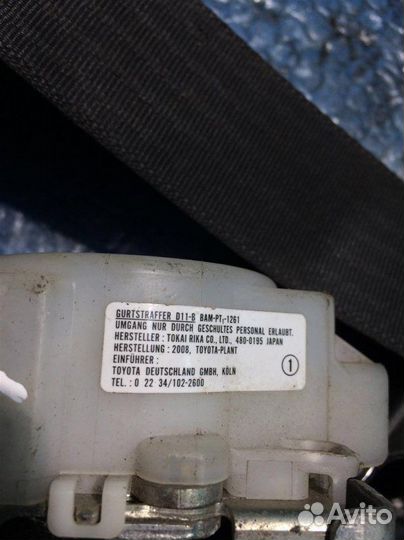 GURTSTRAFFER D11-B BAM-PT₁-1261
UMGANG NUR DURCH GESCHULTES PERSONAL ERLAUBT.
HERSTELLER : TOKAI RIKA CO., LTD., 480-0195 JAPAN
HERSTELLUNG : 2008, TOYOTA-PLANT
EINFÜHRER :
TOYOTA DEUTSCHLAND GMBH, KÖLN
TEL. : 0 22 34/102-2600
1
Avito